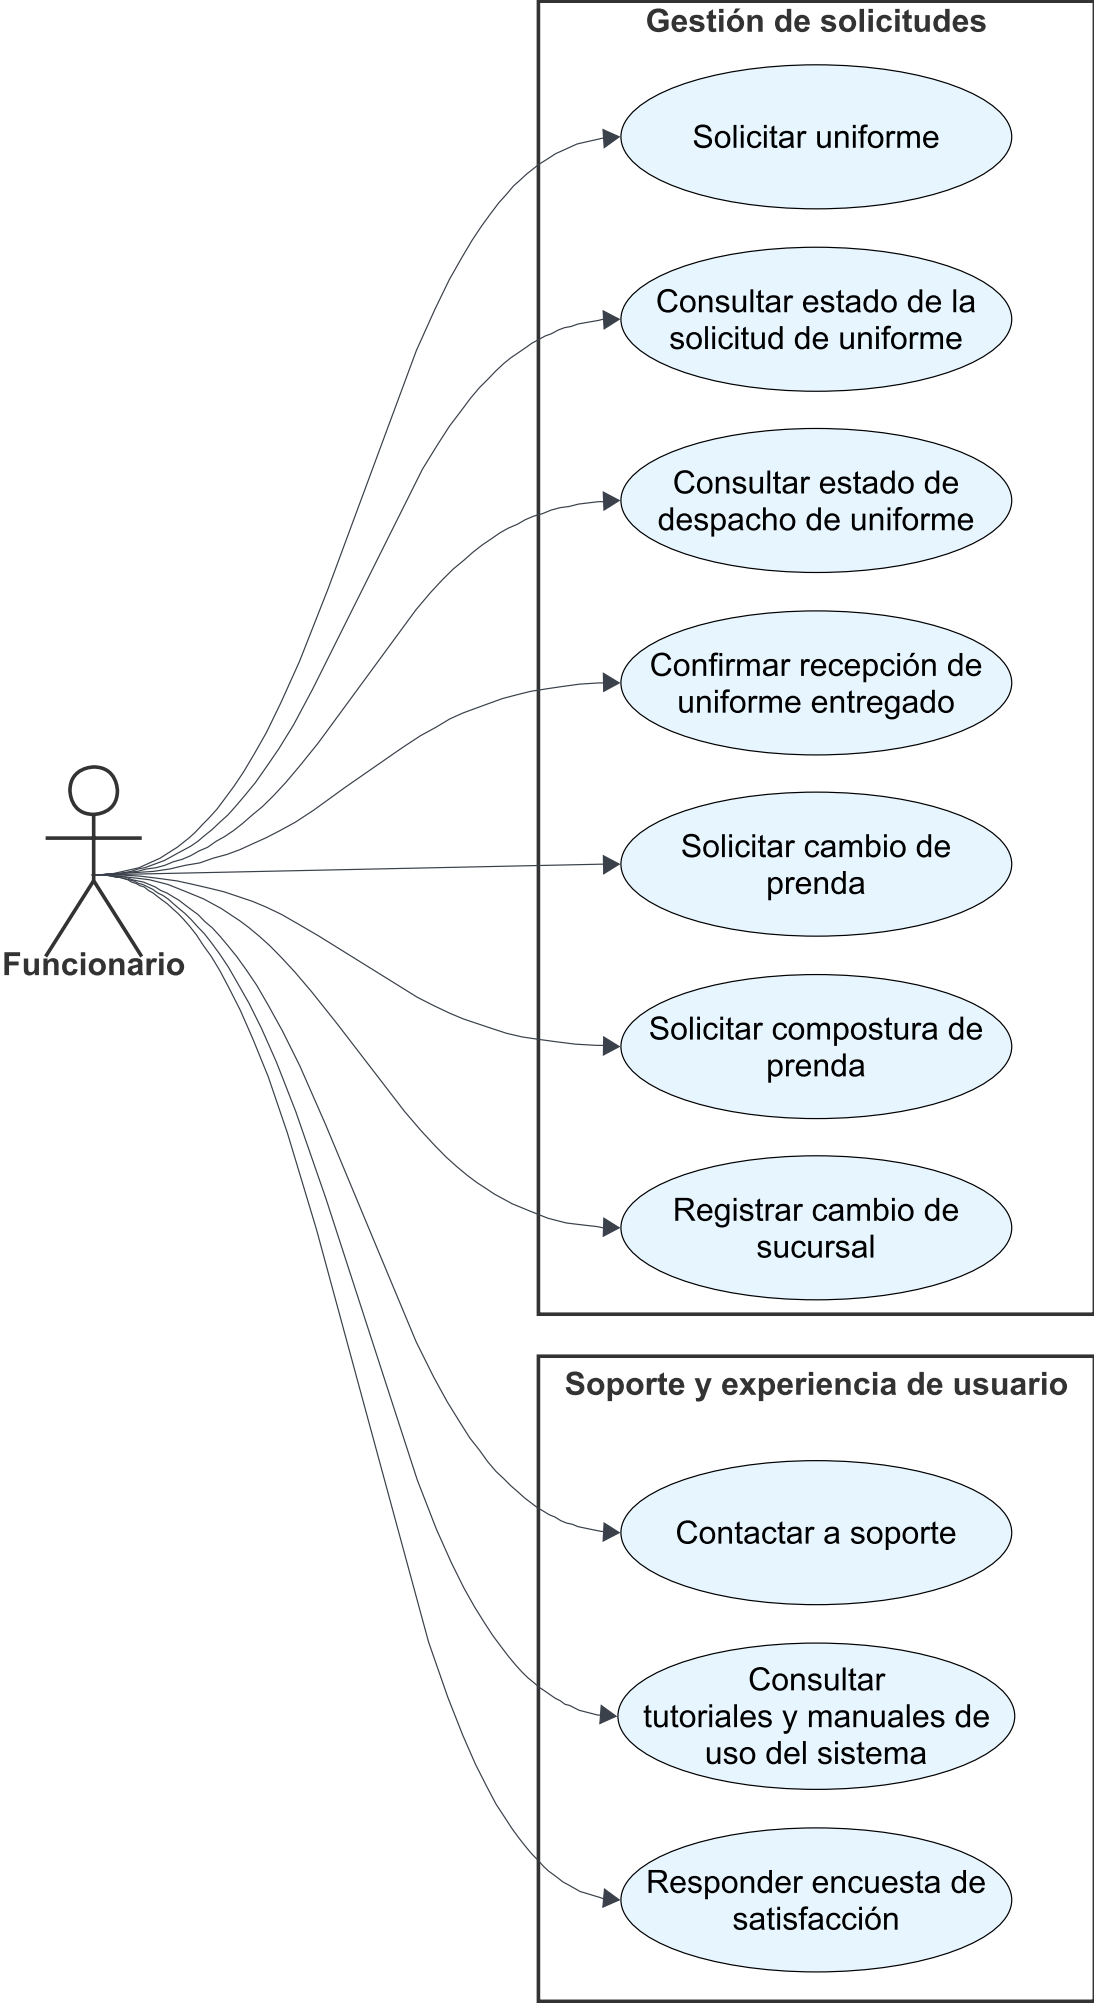 Gestión de solicitudes
Solicitar uniforme
Consultar estado de la
solicitud de uniforme
Consultar estado de
despacho de uniforme
Confirmar recepción de
uniforme entregado
Solicitar cambio de
prenda
Funcionario
Solicitar compostura de
prenda
Registrar cambio de
sucursal
Soporte y experiencia de usuario
Contactar a soporte
Consultar
tutoriales y manuales de
uso del sistema
Responder encuesta de
satisfacción